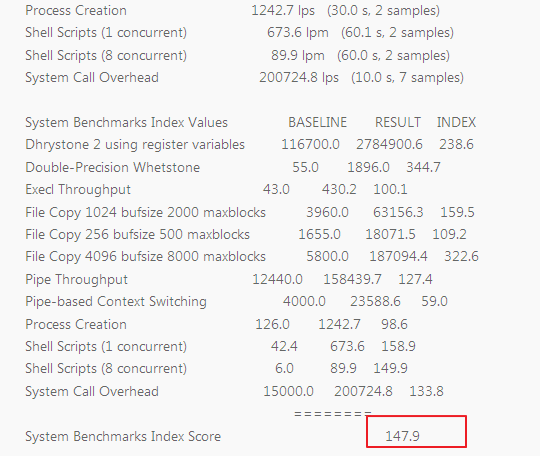 Process Creation 1242.7 lps (30.0 s, 2 samples)
Shell Scripts (1 concurrent) 673.6 lpm (60.1 s, 2 samples)
Shell Scripts (8 concurrent) 89.9 lpm (60.0 s, 2 samples)
System Call Overhead 200724.8 lps (10.0 s, 7 samples)
System Benchmarks Index Values BASELINE RESULT INDEX
Dhrystone 2 using register variables 116700.0 2784900.6 238.6
Double-Precision Whetstone 55.0 1896.0 344.7
Execl Throughput 43.0 430.2 100.1
File Copy 1024 bufsize 2000 maxblocks 3960.0 63156.3 159.5
File Copy 256 bufsize 500 maxblocks 1655.0 18071.5 109.2
File Copy 4096 bufsize 8000 maxblocks 5800.0 187094.4 322.6
Pipe Throughput 12440.0 158439.7 127.4
Pipe-based Context Switching 4000.0 23588.6 59.0
Process Creation 126.0 1242.7 98.6
Shell Scripts (1 concurrent) 42.4 673.6 158.9
Shell Scripts (8 concurrent) 6.0 89.9 149.9
System Call Overhead 15000.0 200724.8 133.8
========
System Benchmarks Index Score 147.9